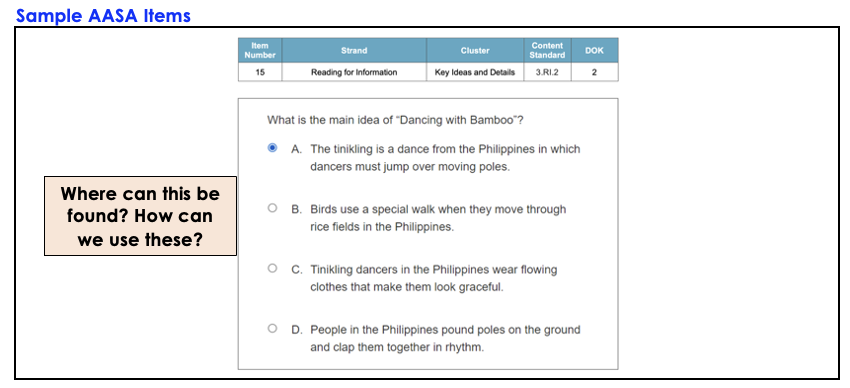 Sample AASA Items
Item Number Strand Cluster Content Standard DOK
15 Reading for Information Key Ideas and Details 3.RI.2 2
What is the main idea of “Dancing with Bamboo”?
A. The tinikling is a dance from the Philippines in which
dancers must jump over moving poles.
Where can this be
found? How can
we use these?
B. Birds use a special walk when they move through
rice fields in the Philippines.
C. Tinikling dancers in the Philippines wear flowing
clothes that make them look graceful.
D. People in the Philippines pound poles on the ground
and clap them together in rhythm.